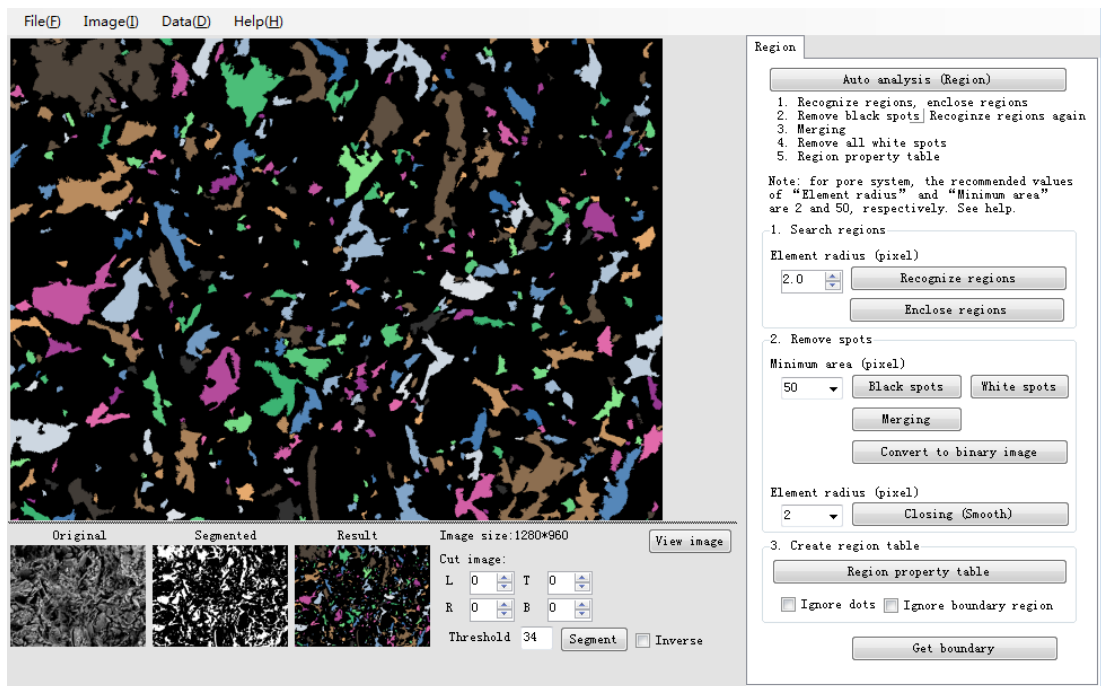 File(F) Image(I) Data(D) Help(H)
Region
Auto analysis (Region)
1. Recognize regions, enclose regions
2. Remove black spots| Recoginze regions again
3. Merging
4. Remove all white spots
5. Region property table
Note: for pore system, the recommended values
of “Element radius” and “Minimum area”
are 2 and 50, respectively. See help.
1. Search regions
Element radius (pixel)
2.0 Recognize regions
Enclose regions
2. Remove spots
Minimum area (pixel)
50 Black spots White spots
Merging
Convert to binary image
Element radius (pixel)
2 Closing (Smooth)
3. Create region table
Region property table
Ignore dots Ignore boundary region
Get boundary
Original Segmented Result
Image size:1280*960 View image
Cut image:
L 0 T 0
R 0 B 0
Threshold 34 Segment Inverse